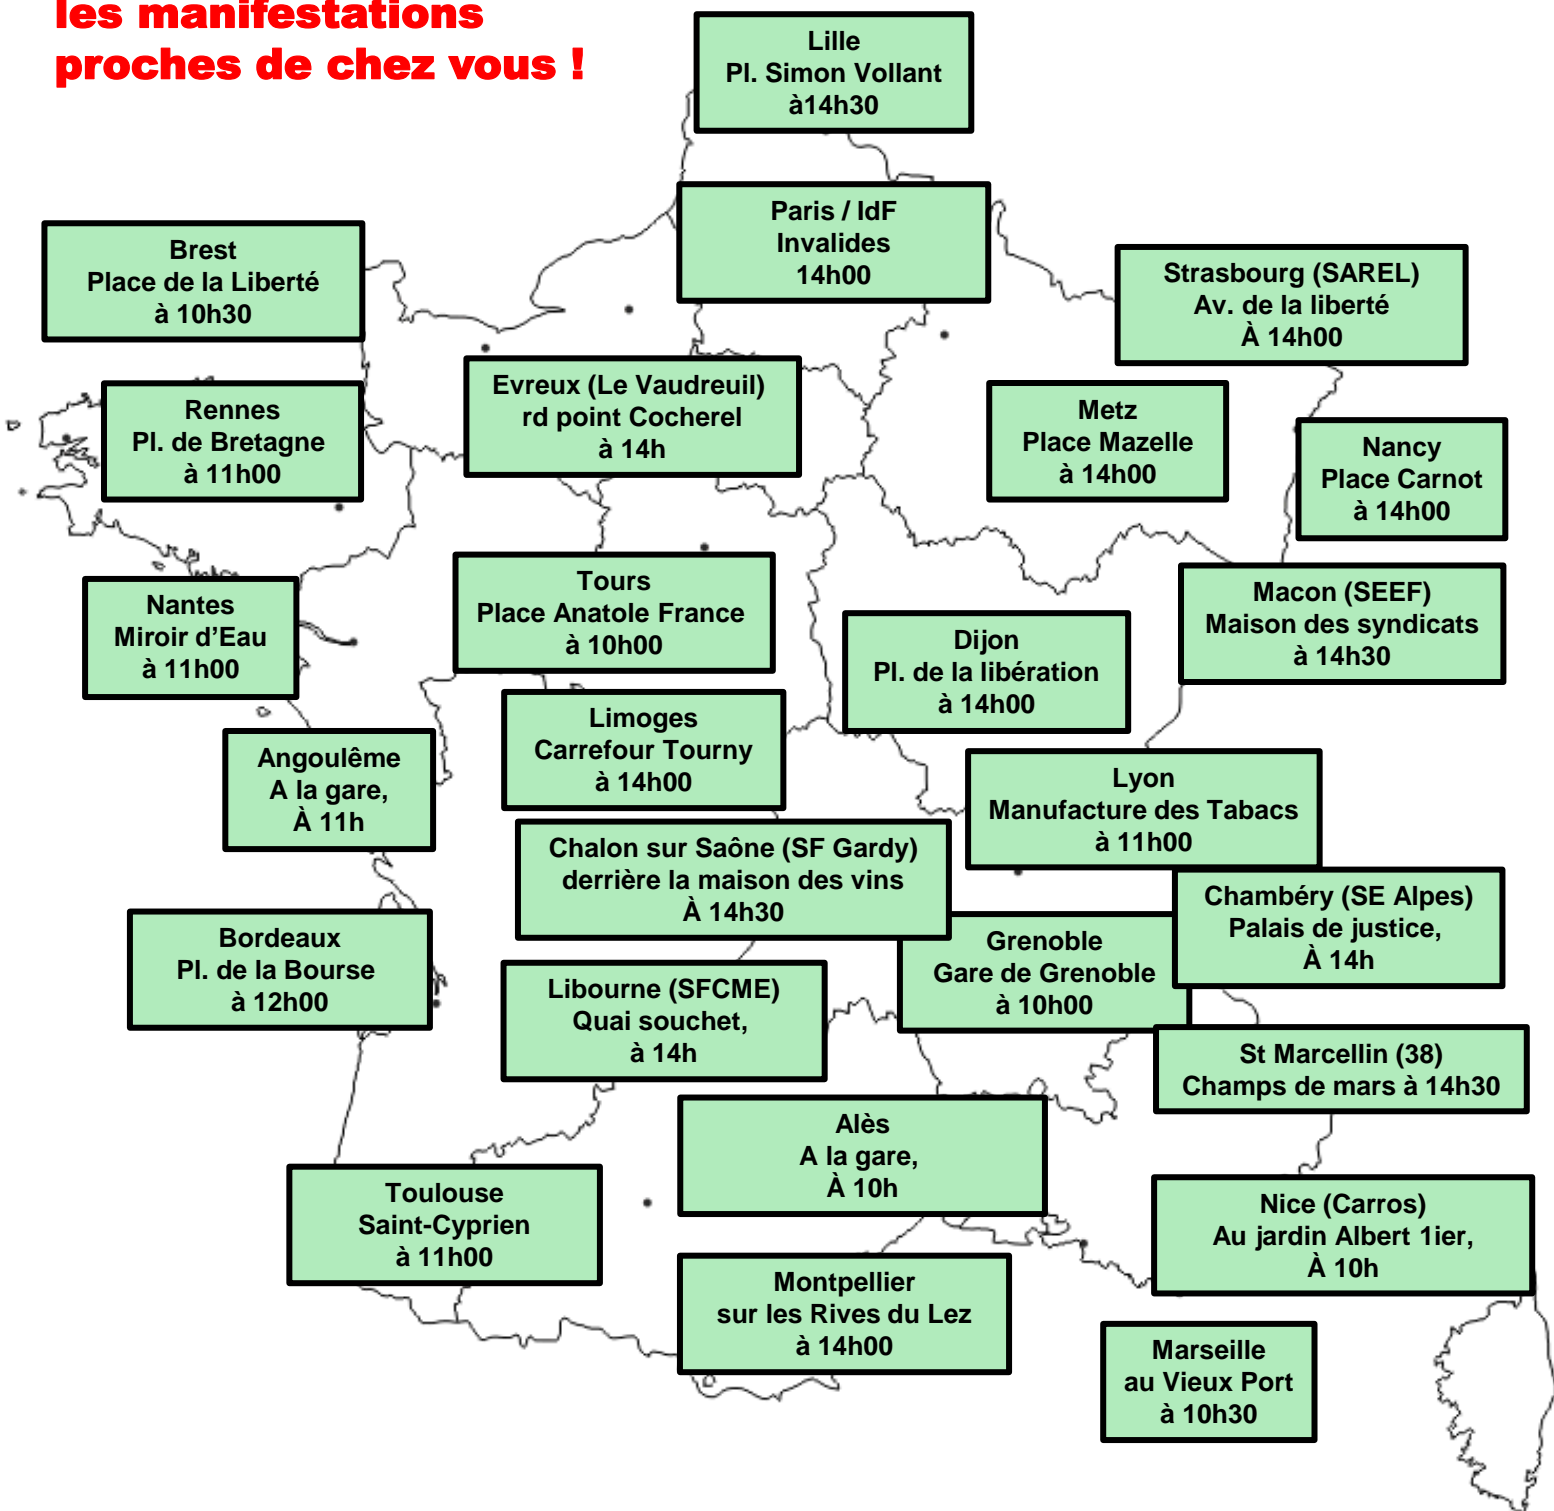 les manifestations
proches de chez vous !
Lille
Pl. Simon Vollant
à14h30
Paris / IdF
Invalides
14h00
Brest
Place de la Liberté
à 10h30
Strasbourg (SAREL)
Av. de la liberté
À 14h00
Evreux (Le Vaudreuil)
rd point Cocherel
à 14h
Rennes
Pl. de Bretagne
à 11h00
Metz
Place Mazelle
à 14h00
Nancy
Place Carnot
à 14h00
Tours
Place Anatole France
à 10h00
Nantes
Miroir d’Eau
à 11h00
Macon (SEEF)
Maison des syndicats
à 14h30
Dijon
Pl. de la libération
à 14h00
Limoges
Carrefour Tourny
à 14h00
Angoulême
A la gare,
À 11h
Lyon
Manufacture des Tabacs
à 11h00
Chalon sur Saône (SF Gardy)
derrière la maison des vins
À 14h30
Chambéry (SE Alpes)
Palais de justice,
À 14h
Bordeaux
Pl. de la Bourse
à 12h00
Grenoble
Gare de Grenoble
à 10h00
Libourne (SFCME)
Quai souchet,
à 14h
St Marcellin (38)
Champs de mars à 14h30
Alès
A la gare,
À 10h
Toulouse
Saint-Cyprien
à 11h00
Nice (Carros)
Au jardin Albert 1ier,
À 10h
Montpellier
sur les Rives du Lez
à 14h00
Marseille
au Vieux Port
à 10h30